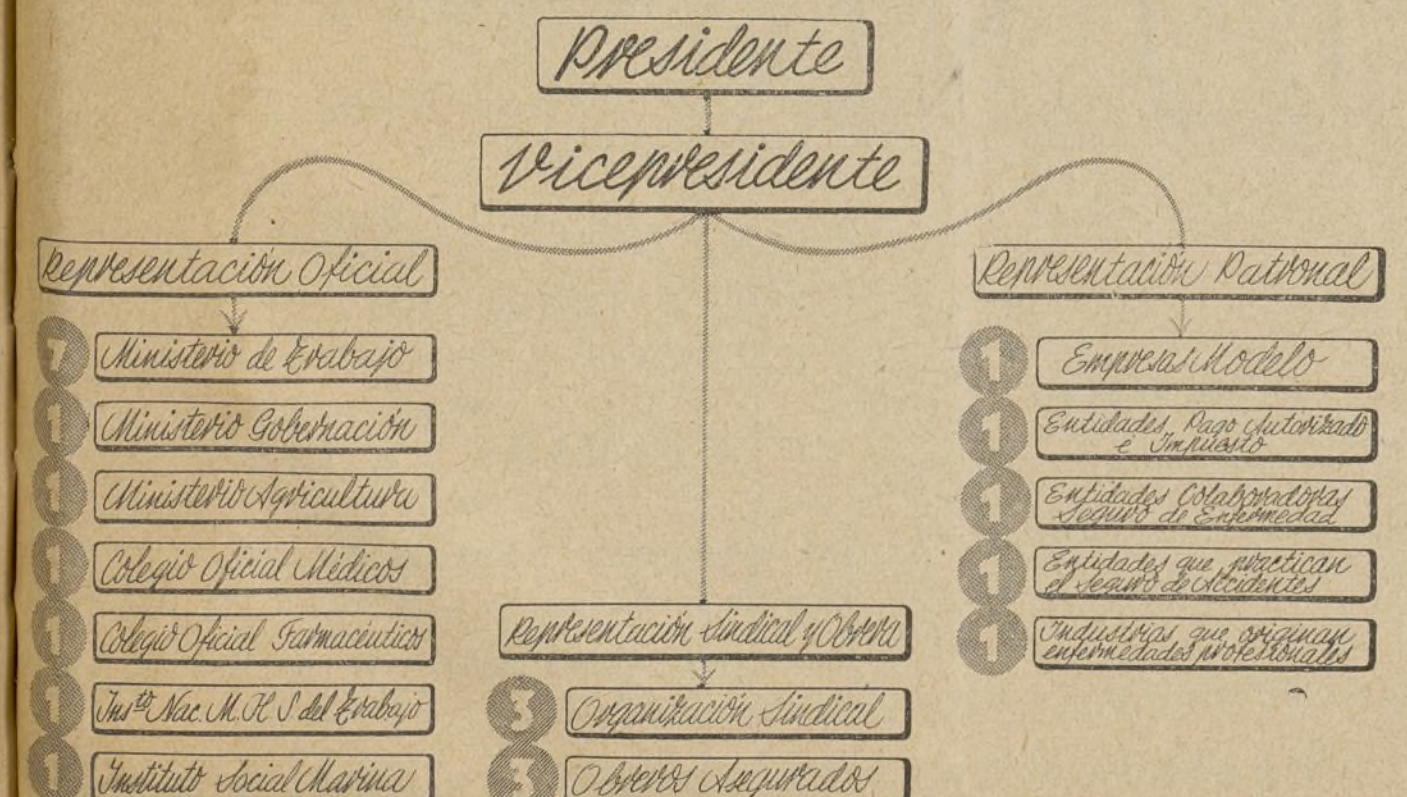 Presidente
Vicepresidente
Representación Oficial
7 Ministerio de Trabajo
1 Ministerio Gobernación
1 Ministerio Agricultura
1 Colegio Oficial Médicos
1 Colegio Oficial Farmacéuticos
1 Insto Nac. M. H S del Trabajo
1 Instituto Social Marina
Representación Sindical y Obrera
3 Organización Sindical
3 Obreros Asegurados
Representación Patronal
1 Empresas Modelo
1 Entidades Pago Autorizado
é Impuesto
1 Entidades Colaboradoras
Seguro de Enfermedad
1 Entidades que practican
el Seguro de Accidentes
1 Industrias que originan
enfermedades profesionales